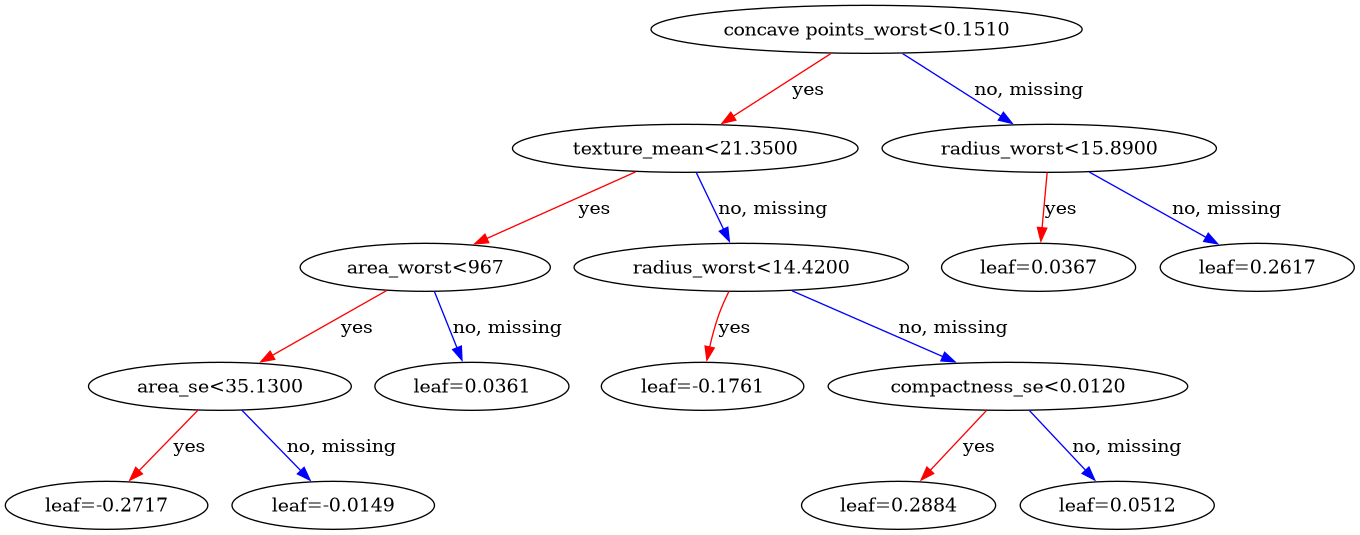 concave points_worst<0.1510
yes
no, missing
texture_mean<21.3500
radius_worst<15.8900
yes
no, missing
yes
no, missing
area_worst<967
radius_worst<14.4200
leaf=0.0367
leaf=0.2617
yes
no, missing
yes
no, missing
area_se<35.1300
leaf=0.0361
leaf=-0.1761
compactness_se<0.0120
yes
no, missing
yes
no, missing
leaf=-0.2717
leaf=-0.0149
leaf=0.2884
leaf=0.0512